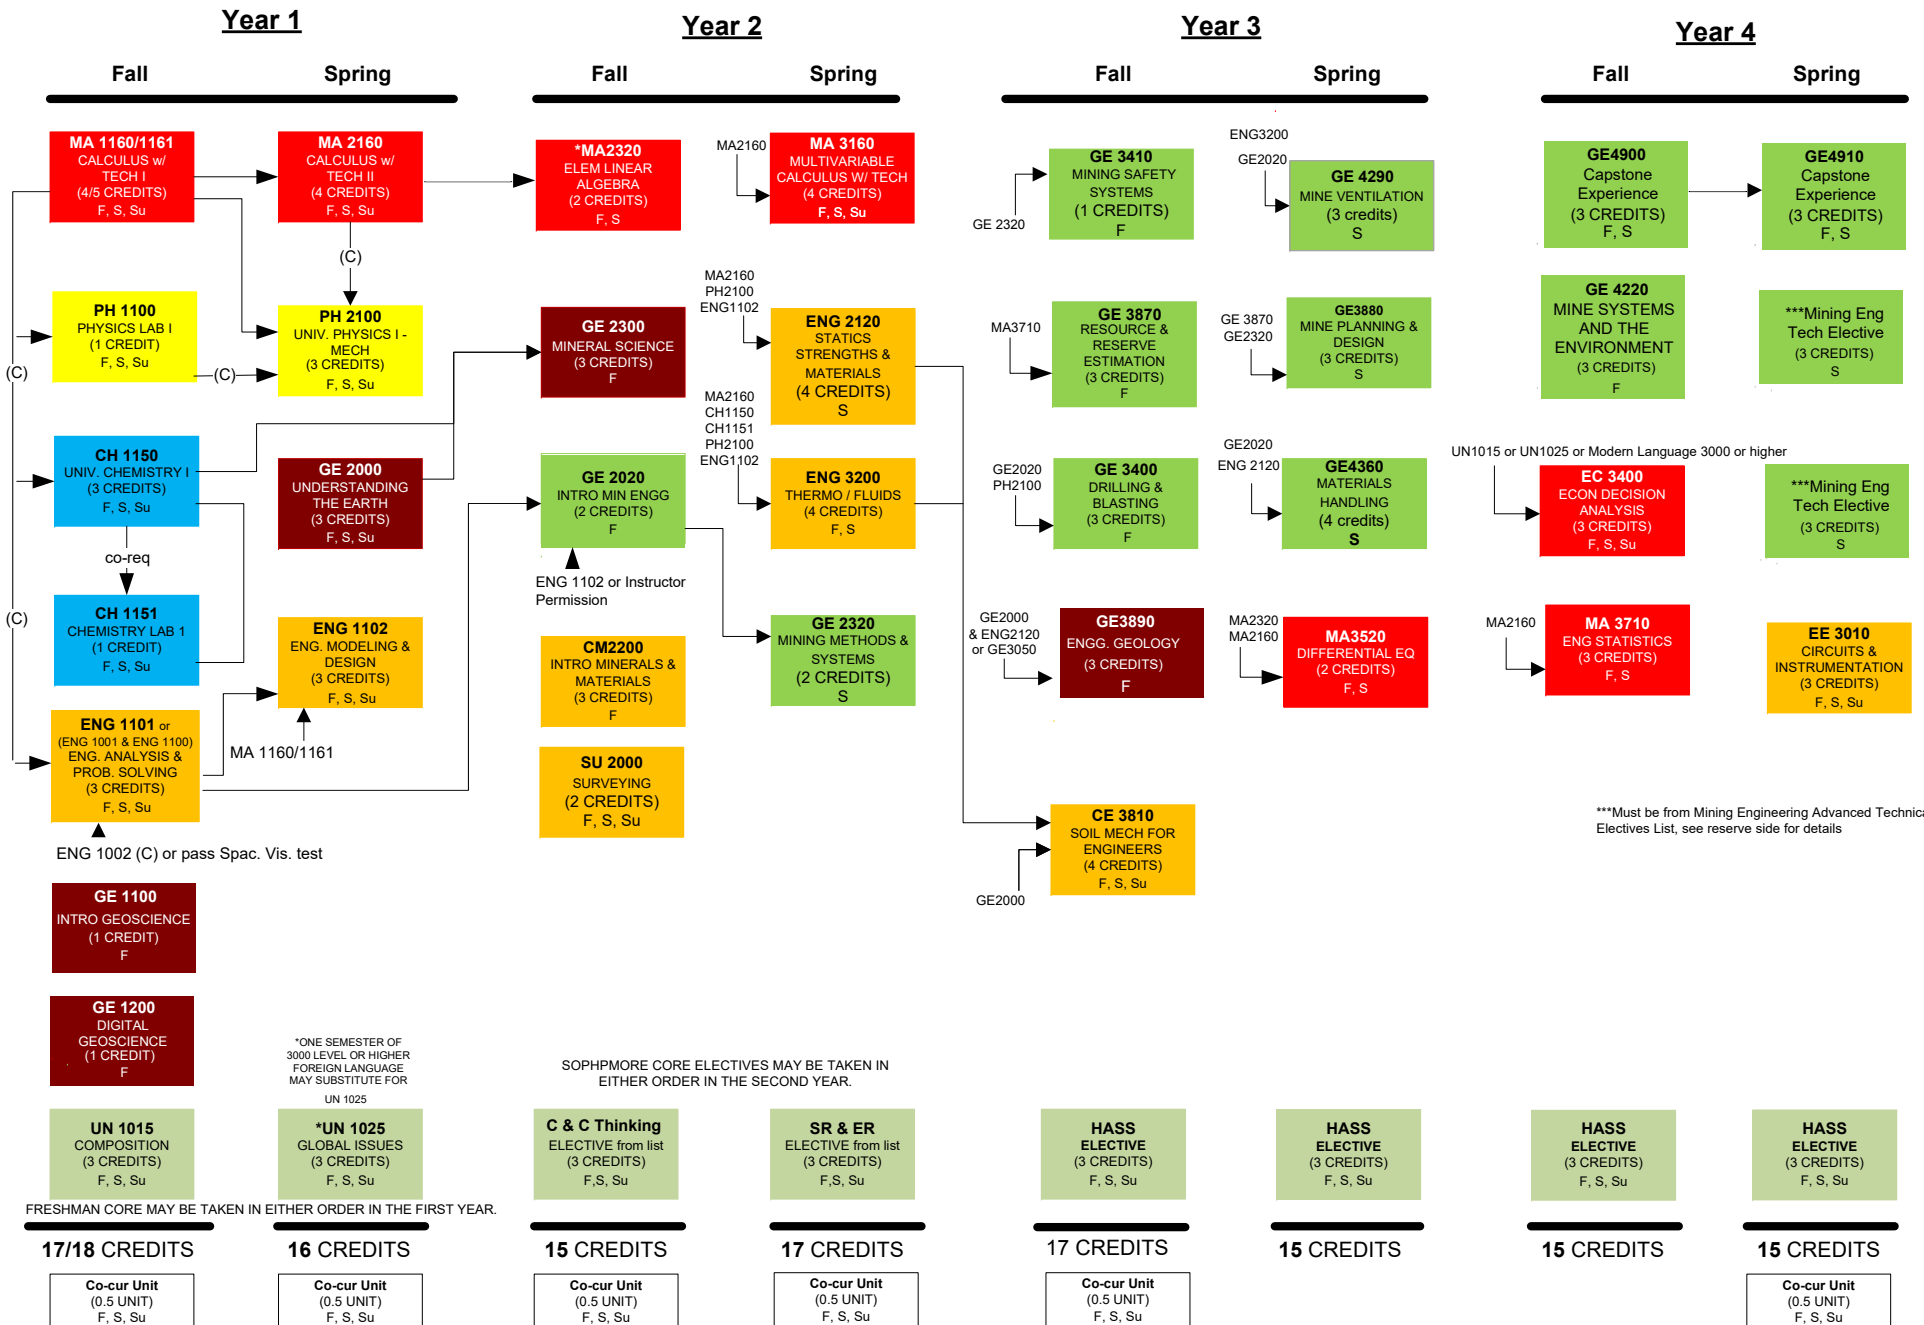 Year 1
Year 2
Year 3
Year 4
Fall
Spring
Fall
Spring
Fall
Spring
Fall
Spring
MA 1160/1161
CALCULUS w/
TECH I
(4/5 CREDITS)
F, S, Su
MA 2160
CALCULUS w/
TECH II
(4 CREDITS)
F, S, Su
(C)
PH 1100
PHYSICS LAB I
(1 CREDIT)
F, S, Su
(C)
(C)
PH 2100
UNIV. PHYSICS I -
MECH
(3 CREDITS)
F, S, Su
CH 1150
UNIV. CHEMISTRY I
(3 CREDITS)
F, S, Su
co-req
GE 2000
UNDERSTANDING
THE EARTH
(3 CREDITS)
F, S, Su
CH 1151
CHEMISTRY LAB 1
(1 CREDIT)
F, S, Su
(C)
ENG 1102
ENG. MODELING &
DESIGN
(3 CREDITS)
F, S, Su
MA 1160/1161
ENG 1101 or
(ENG 1001 & ENG 1100)
ENG. ANALYSIS &
PROB. SOLVING
(3 CREDITS)
F, S, Su
ENG 1002 (C) or pass Spac. Vis. test
GE 1100
INTRO GEOSCIENCE
(1 CREDIT)
F
GE 1200
DIGITAL
GEOSCIENCE
(1 CREDIT)
F
*ONE SEMESTER OF
3000 LEVEL OR HIGHER
FOREIGN LANGUAGE
MAY SUBSTITUTE FOR
UN 1025
UN 1015
COMPOSITION
(3 CREDITS)
F, S, Su
*UN 1025
GLOBAL ISSUES
(3 CREDITS)
F, S, Su
FRESHMAN CORE MAY BE TAKEN IN EITHER ORDER IN THE FIRST YEAR.
17/18 CREDITS
16 CREDITS
Co-cur Unit
(0.5 UNIT)
F, S, Su
Co-cur Unit
(0.5 UNIT)
F, S, Su
*MA2320
ELEM LINEAR
ALGEBRA
(2 CREDITS)
F, S
MA2160
MA 3160
MULTIVARIABLE
CALCULUS W/ TECH
(4 CREDITS)
F, S, Su
GE 2300
MINERAL SCIENCE
(3 CREDITS)
F
MA2160
PH2100
ENG1102
ENG 2120
STATICS
STRENGTHS &
MATERIALS
(4 CREDITS)
S
GE 2020
INTRO MIN ENGG
(2 CREDITS)
F
ENG 1102 or Instructor
Permission
MA2160
CH1150
CH1151
PH2100
ENG1102
ENG 3200
THERMO / FLUIDS
(4 CREDITS)
F, S
CM2200
INTRO MINERALS &
MATERIALS
(3 CREDITS)
F
GE 2320
MINING METHODS &
SYSTEMS
(2 CREDITS)
S
SU 2000
SURVEYING
(2 CREDITS)
F, S, Su
SOPHPMORE CORE ELECTIVES MAY BE TAKEN IN
EITHER ORDER IN THE SECOND YEAR.
C & C Thinking
ELECTIVE from list
(3 CREDITS)
F,S, Su
SR & ER
ELECTIVE from list
(3 CREDITS)
F,S, Su
15 CREDITS
17 CREDITS
Co-cur Unit
(0.5 UNIT)
F, S, Su
Co-cur Unit
(0.5 UNIT)
F, S, Su
GE 2320
GE 3410
MINING SAFETY
SYSTEMS
(1 CREDITS)
F
ENG3200
GE2020
GE 4290
MINE VENTILATION
(3 credits)
S
MA3710
GE 3870
RESOURCE &
RESERVE
ESTIMATION
(3 CREDITS)
F
GE 3870
GE2320
GE3880
MINE PLANNING &
DESIGN
(3 CREDITS)
S
GE2020
PH2100
GE 3400
DRILLING &
BLASTING
(3 CREDITS)
F
GE2020
ENG 2120
GE4360
MATERIALS
HANDLING
(4 credits)
S
GE2000
& ENG2120
or GE3050
GE3890
ENGG. GEOLOGY
(3 CREDITS)
F
MA2320
MA2160
MA3520
DIFFERENTIAL EQ
(2 CREDITS)
F, S
CE 3810
SOIL MECH FOR
ENGINEERS
(4 CREDITS)
F, S, Su
GE2000
HASS
ELECTIVE
(3 CREDITS)
F, S, Su
HASS
ELECTIVE
(3 CREDITS)
F, S, Su
17 CREDITS
15 CREDITS
Co-cur Unit
(0.5 UNIT)
F, S, Su
GE4900
Capstone
Experience
(3 CREDITS)
F, S
GE4910
Capstone
Experience
(3 CREDITS)
F, S
GE 4220
MINE SYSTEMS
AND THE
ENVIRONMENT
(3 CREDITS)
F
***Mining Eng
Tech Elective
(3 CREDITS)
S
UN1015 or UN1025 or Modern Language 3000 or higher
EC 3400
ECON DECISION
ANALYSIS
(3 CREDITS)
F, S, Su
***Mining Eng
Tech Elective
(3 CREDITS)
S
MA2160
MA 3710
ENG STATISTICS
(3 CREDITS)
F, S
EE 3010
CIRCUITS &
INSTRUMENTATION
(3 CREDITS)
F, S, Su
***Must be from Mining Engineering Advanced Technica
Electives List, see reserve side for details
HASS
ELECTIVE
(3 CREDITS)
F, S, Su
HASS
ELECTIVE
(3 CREDITS)
F, S, Su
15 CREDITS
15 CREDITS
Co-cur Unit
(0.5 UNIT)
F, S, Su